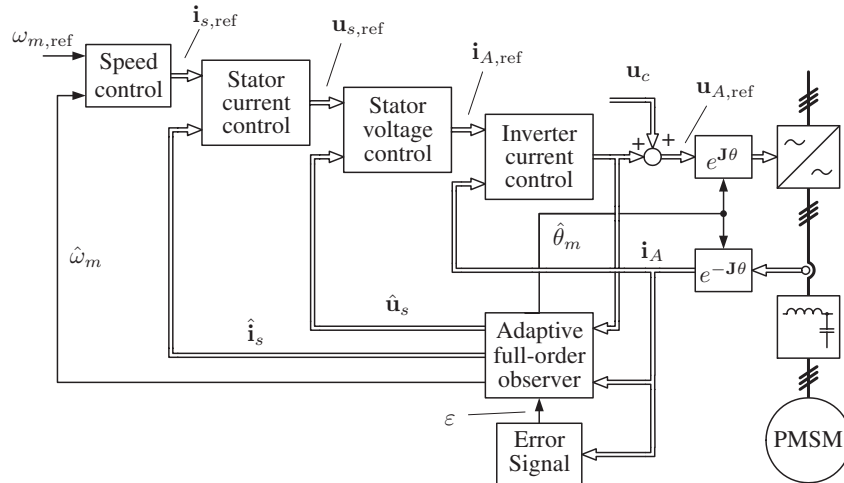 i_{s,ref}
u_{s,ref}
ω_{m,ref}
i_{A,ref}
u_c
u_{A,ref}
Speed
control
Stator
current
control
Stator
voltage
control
Inverter
current
control
+
+
e^{Jθ}
~
~
θ̂_m
ω̂_m
i_A
e^{−Jθ}
û_s
î_s
Adaptive
full-order
observer
ε
Error
Signal
PMSM